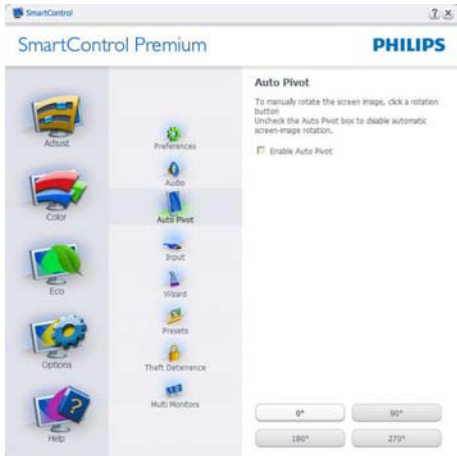 SmartControl
SmartControl Premium
PHILIPS
Adjust
Color
Eco
Options
Help
Preferences
Audio
Auto Pivot
Input
Wizard
Presets
Theft Deterrence
Multi Monitors
Auto Pivot
To manually rotate the screen image, click a rotation
button
Uncheck the Auto Pivot box to disable automatic
screen-image rotation.
Enable Auto Pivot
0°
90°
180°
270°